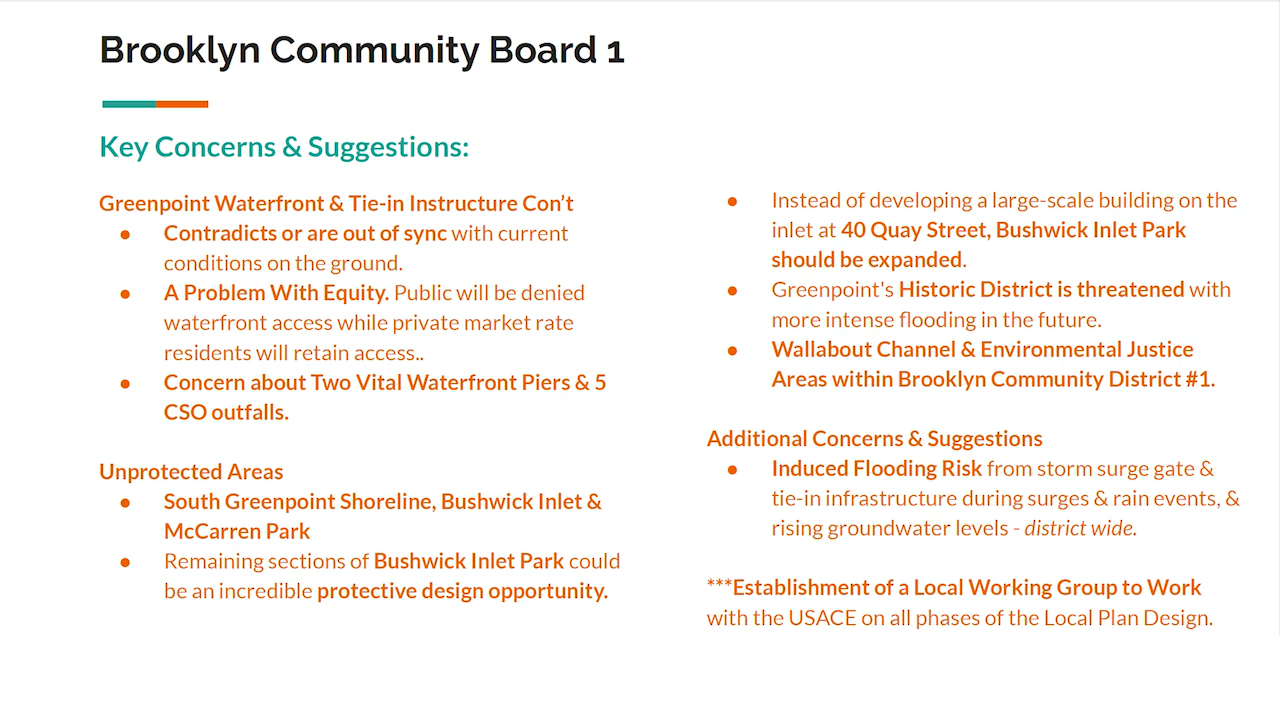 Brooklyn Community Board 1
Key Concerns & Suggestions:
Greenpoint Waterfront & Tie-in Instructure Con't
● Contradicts or are out of sync with current
conditions on the ground.
● A Problem With Equity. Public will be denied
waterfront access while private market rate
residents will retain access..
● Concern about Two Vital Waterfront Piers & 5
CSO outfalls.
Unprotected Areas
● South Greenpoint Shoreline, Bushwick Inlet &
McCarren Park
● Remaining sections of Bushwick Inlet Park could
be an incredible protective design opportunity.
● Instead of developing a large-scale building on the
inlet at 40 Quay Street, Bushwick Inlet Park
should be expanded.
● Greenpoint's Historic District is threatened with
more intense flooding in the future.
● Wallabout Channel & Environmental Justice
Areas within Brooklyn Community District #1.
Additional Concerns & Suggestions
● Induced Flooding Risk from storm surge gate &
tie-in infrastructure during surges & rain events, &
rising groundwater levels - district wide.
***Establishment of a Local Working Group to Work
with the USACE on all phases of the Local Plan Design.